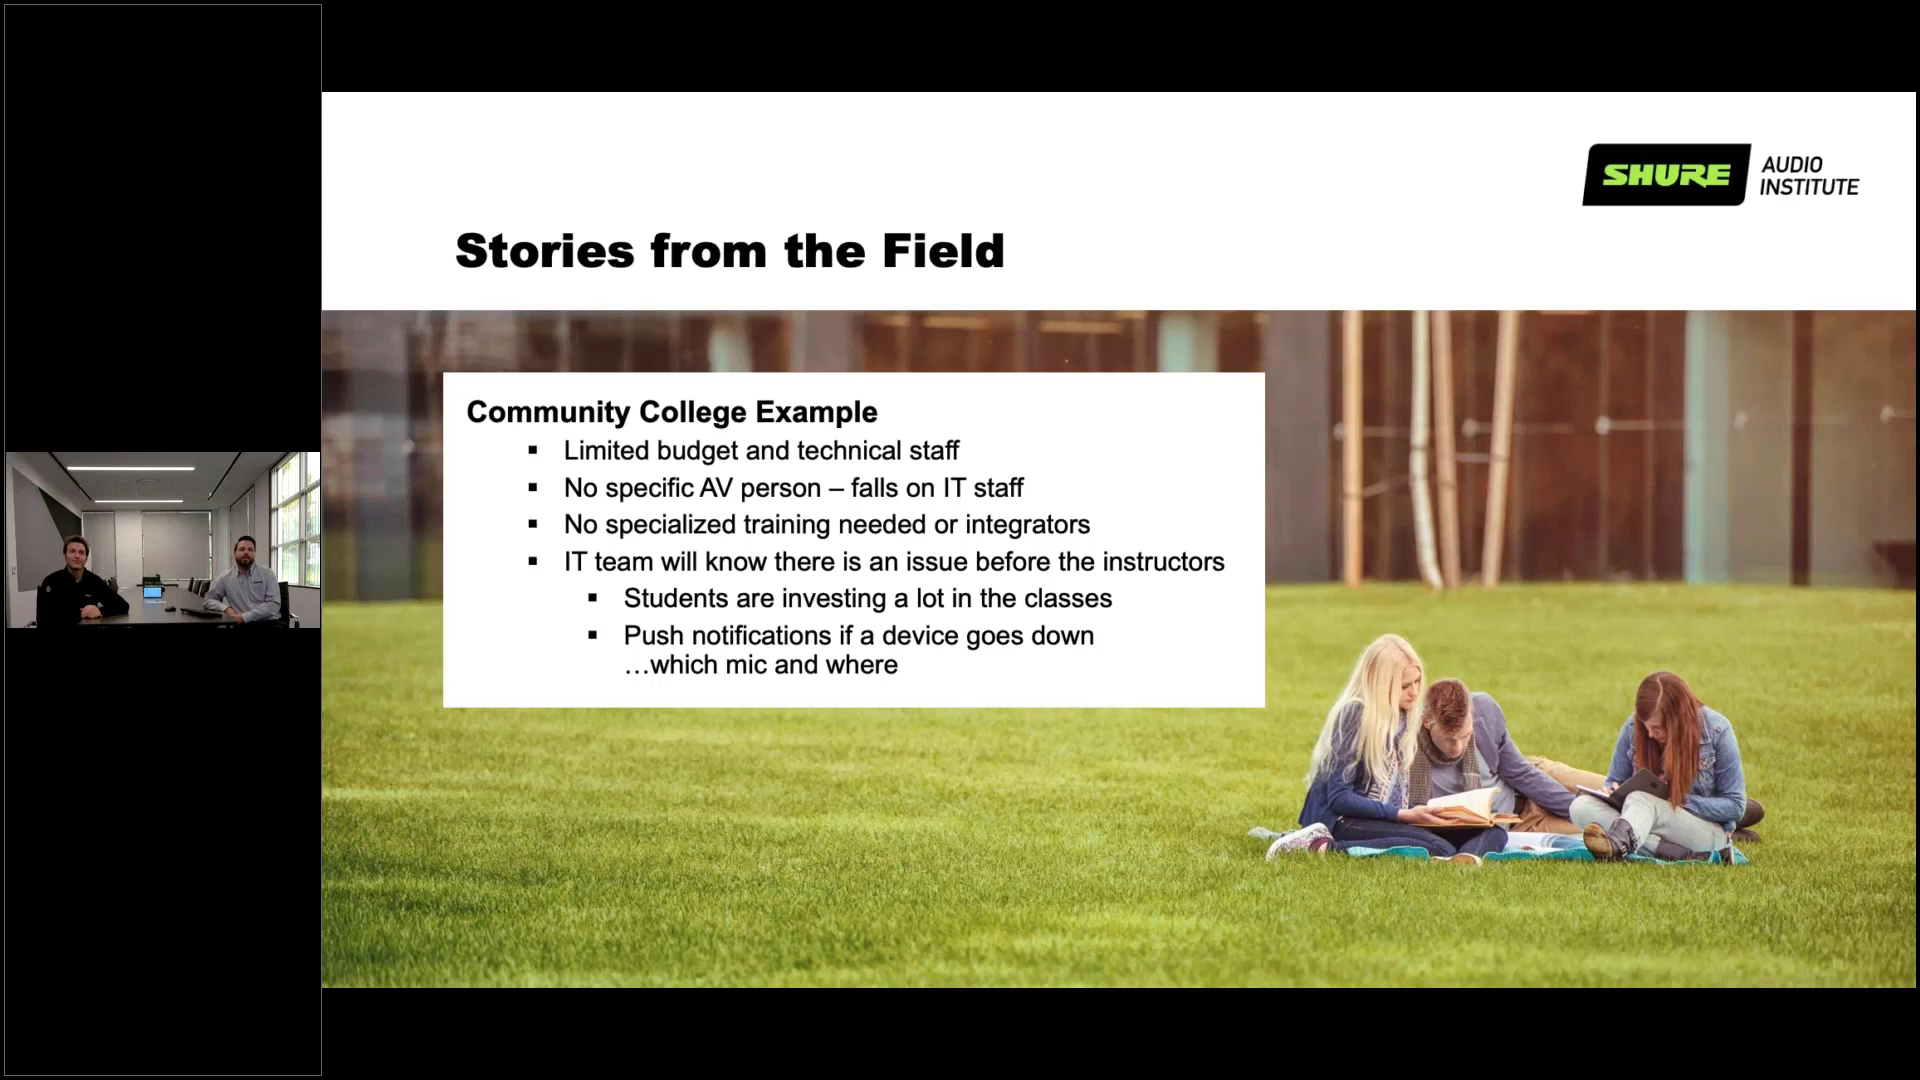 SHURE
AUDIO
INSTITUTE
Stories from the Field
Community College Example
▪ Limited budget and technical staff
▪ No specific AV person – falls on IT staff
▪ No specialized training needed or integrators
▪ IT team will know there is an issue before the instructors
▪ Students are investing a lot in the classes
▪ Push notifications if a device goes down
…which mic and where